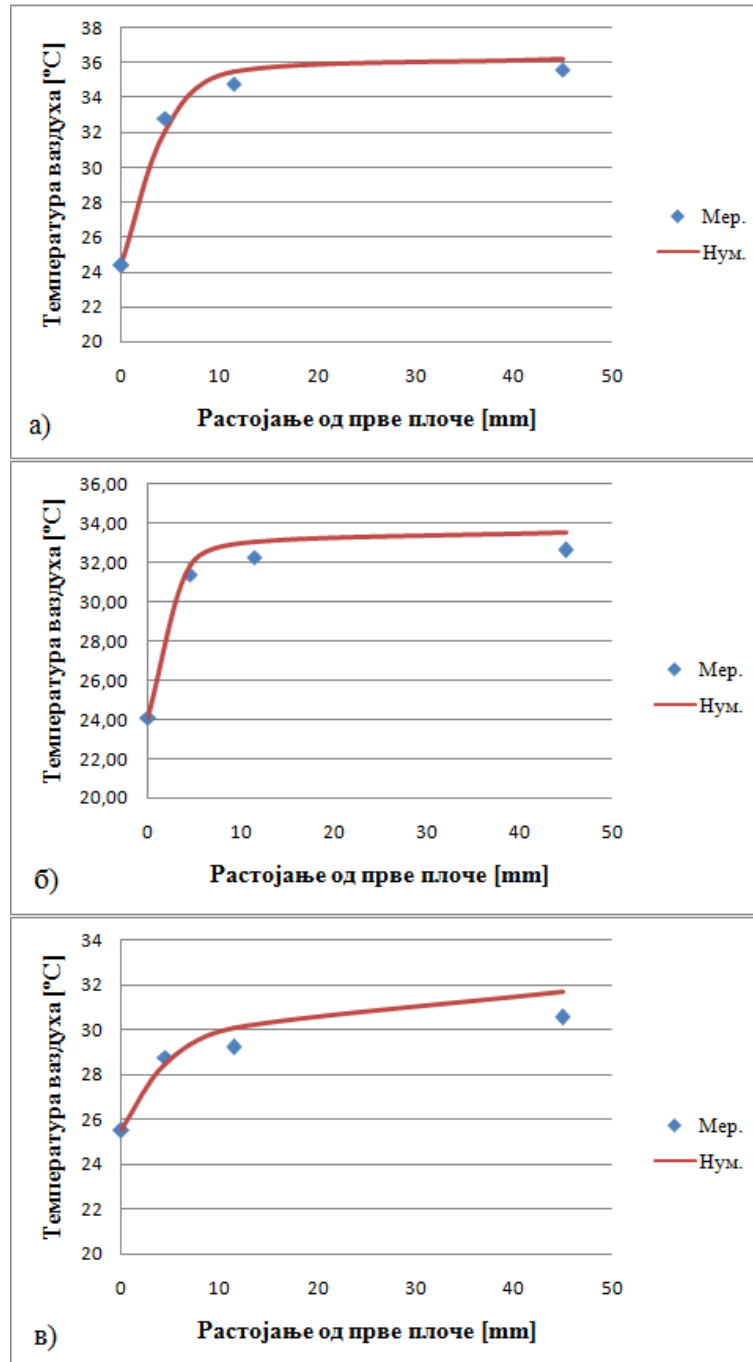 Температура ваздуха [°C]
38
36
34
32
30
28
26
24
22
20
0 10 20 30 40 50
Растојање од прве плоче [mm]
Мер.
Нум.
а)
Температура ваздуха [°C]
36,00
34,00
32,00
30,00
28,00
26,00
24,00
22,00
20,00
0 10 20 30 40 50
Растојање од прве плоче [mm]
Мер.
Нум.
б)
Температура ваздуха [°C]
34
32
30
28
26
24
22
20
0 10 20 30 40 50
Растојање од прве плоче [mm]
Мер.
Нум.
в)